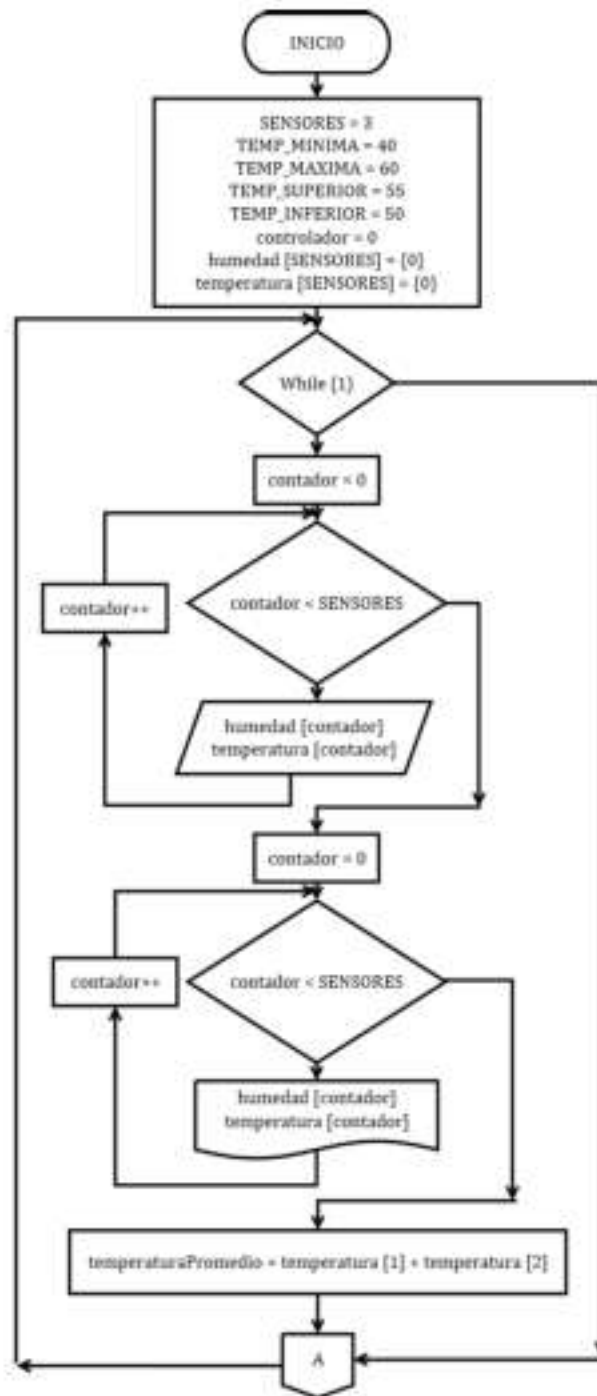 INICIO
SENSORES = 3
TEMP_MINIMA = 40
TEMP_MAXIMA = 60
TEMP_SUPERIOR = 55
TEMP_INFERIOR = 50
controlador = 0
humedad [SENSORES] = {0}
temperatura [SENSORES] = {0}
While (1)
contador = 0
contador < SENSORES
contador++
humedad [contador]
temperatura [contador]
contador = 0
contador < SENSORES
contador++
humedad [contador]
temperatura [contador]
temperaturaPromedio = temperatura [1] + temperatura [2]
A